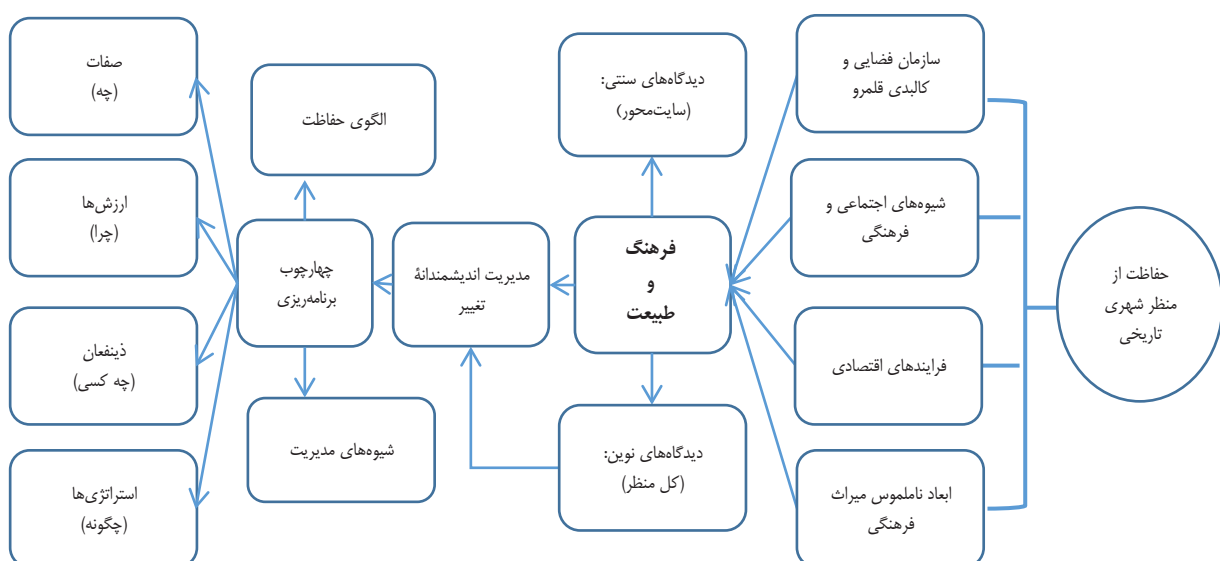 حفاظت از
منظر شهری
تاریخی
سازمان فضایی و
کالبدی قلمرو
شیوه‌های اجتماعی و
فرهنگی
فرایندهای اقتصادی
ابعاد ناملموس میراث
فرهنگی
دیدگاه‌های سنتی:
(سایت‌محور)
فرهنگ
و
طبیعت
دیدگاه‌های نوین:
(کل منظر)
مدیریت اندیشمندانۀ
تغییر
الگوی حفاظت
چهارچوب
برنامه‌ریزی
شیوه‌های مدیریت
صفات
(چه)
ارزش‌ها
(چرا)
ذینفعان
(چه کسی)
استراتژی‌ها
(چگونه)